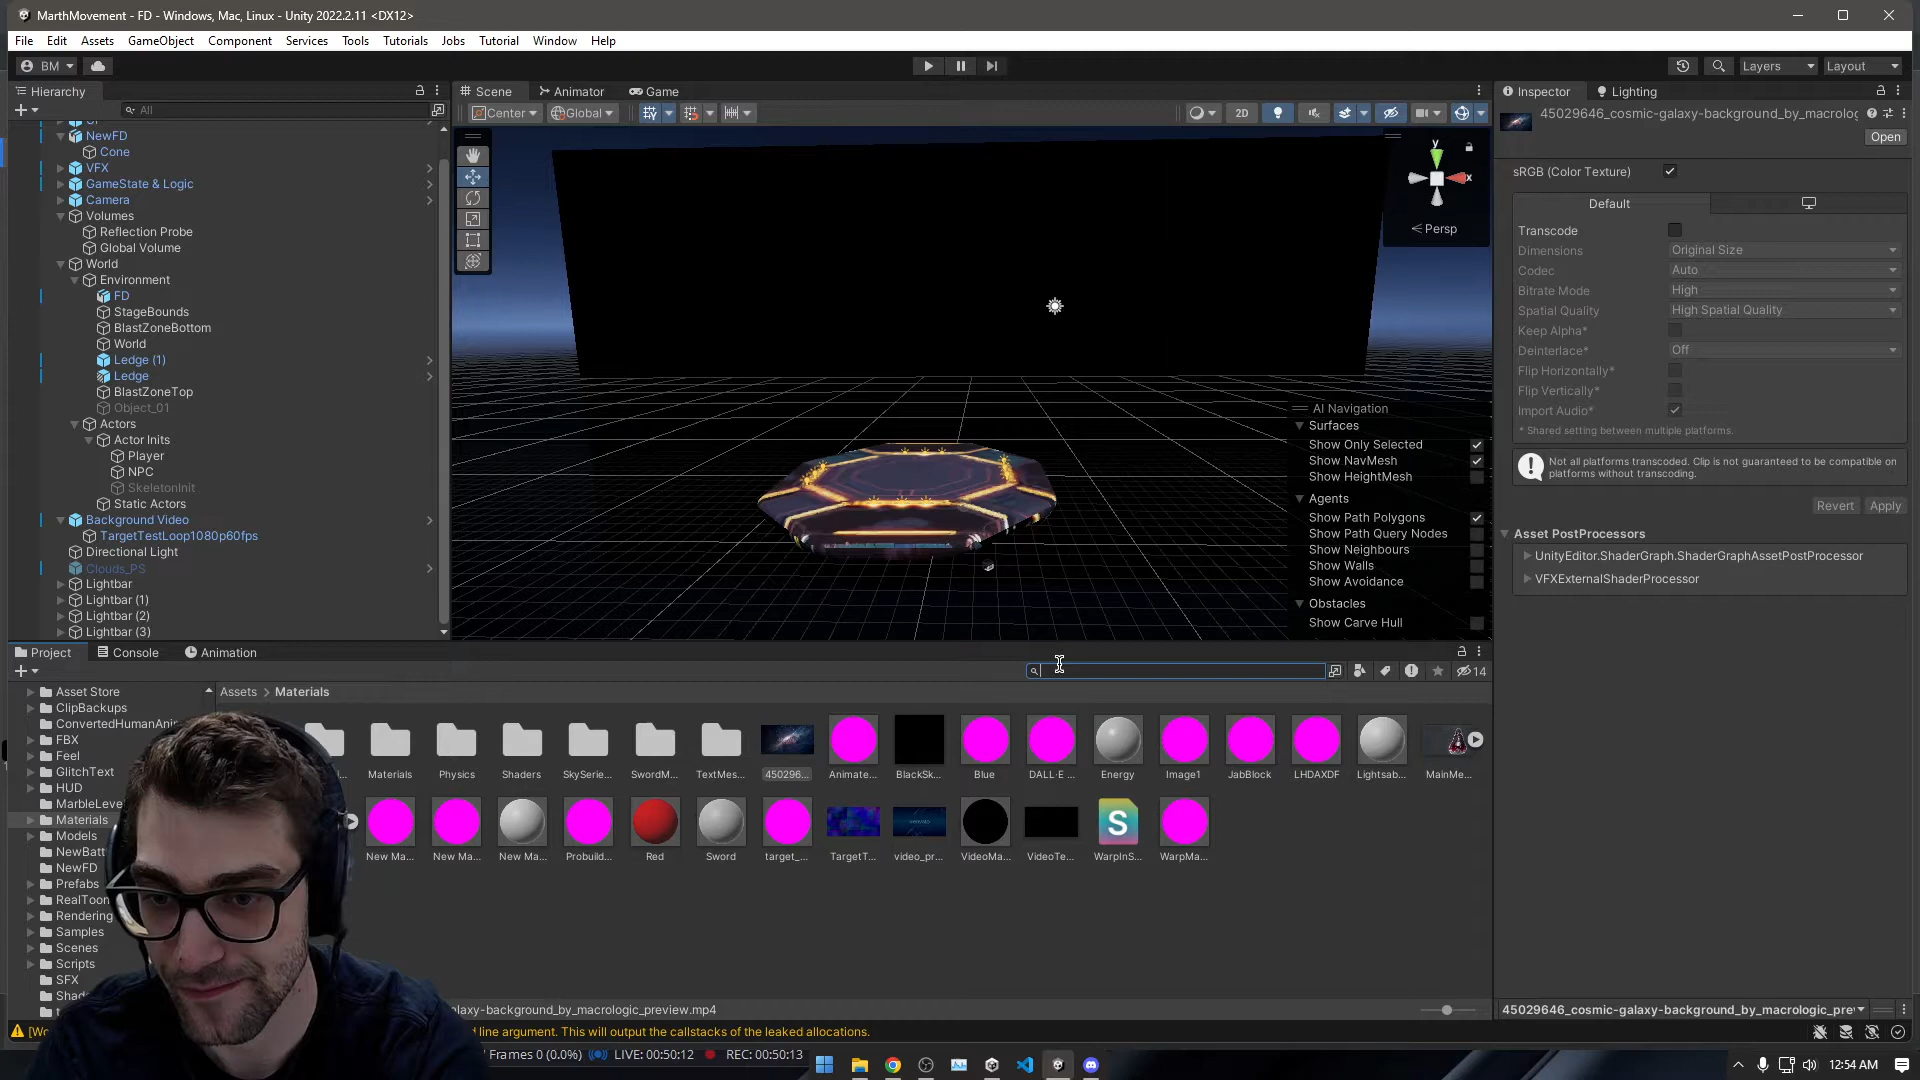 MarthMovement - FD - Windows, Mac, Linux - Unity 2022.2.11 <DX12>
File Edit Assets GameObject Component Services Tools Tutorials Jobs Tutorial Window Help
BM
Layers Layout
Hierarchy
All
NewFD
Cone
VFX
GameState & Logic
Camera
Volumes
Reflection Probe
Global Volume
World
Environment
FD
StageBounds
BlastZoneBottom
World
Ledge (1)
Ledge
BlastZoneTop
Object_01
Actors
Actor Inits
Player
NPC
SkeletonInit
Static Actors
Background Video
TargetTestLoop1080p60fps
Directional Light
Clouds_PS
Lightbar
Lightbar (1)
Lightbar (2)
Lightbar (3)
Scene Animator Game
Center Global 2D
y
x
Persp
AI Navigation
Surfaces
Show Only Selected
Show NavMesh
Show HeightMesh
Agents
Show Path Polygons
Show Path Query Nodes
Show Neighbours
Show Walls
Show Avoidance
Obstacles
Show Carve Hull
Inspector Lighting
45029646_cosmic-galaxy-background_by_macrolog
Open
sRGB (Color Texture)
Default
Transcode
Dimensions Original Size
Codec Auto
Bitrate Mode High
Spatial Quality High Spatial Quality
Keep Alpha*
Deinterlace* Off
Flip Horizontally*
Flip Vertically*
Import Audio*
* Shared setting between multiple platforms.
Not all platforms transcoded. Clip is not guaranteed to be compatible on
platforms without transcoding.
Revert Apply
Asset PostProcessors
UnityEditor.ShaderGraph.ShaderGraphAssetPostProcessor
VFXExternalShaderProcessor
45029646_cosmic-galaxy-background_by_macrologic_pre
Project Console Animation
14
Asset Store
ClipBackups
ConvertedHumanAni
FBX
Feel
GlitchText
HUD
MarbleLeve
Materials
Models
NewBatt
NewFD
Prefabs
RealToon
Rendering
Samples
Scenes
Scripts
SFX
Shad
Assets > Materials
Materials Physics Shaders SkySerie... SwordM... TextMes... 450296... Animate... BlackSk... Blue DALL·E ... Energy Image1 JabBlock LHDAXDF Lightsab... MainMe...
New Ma... New Ma... New Ma... Probuild... Red Sword target_... TargetT... video_pr... VideoMa... VideoTe... WarpInS... WarpMa...
laxy-background_by_macrologic_preview.mp4
[Wo d line argument. This will output the callstacks of the leaked allocations.
Frames 0 (0.0%) LIVE: 00:50:12 REC: 00:50:13
12:54 AM